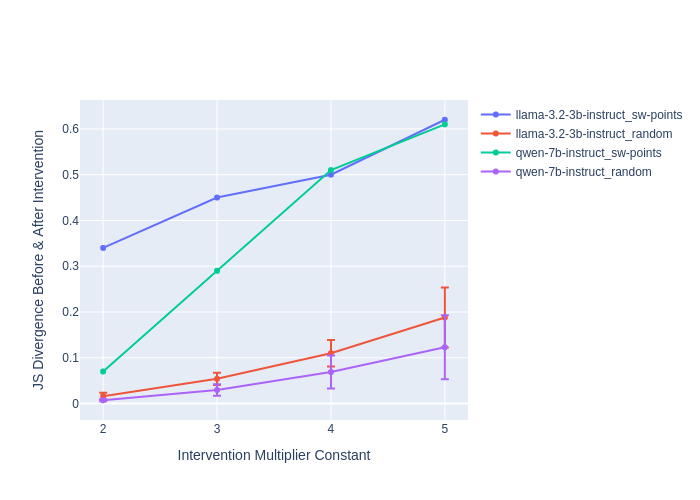 llama-3.2-3b-instruct_sw-points
llama-3.2-3b-instruct_random
qwen-7b-instruct_sw-points
qwen-7b-instruct_random
JS Divergence Before & After Intervention
0.6
0.5
0.4
0.3
0.2
0.1
0
2 3 4 5
Intervention Multiplier Constant